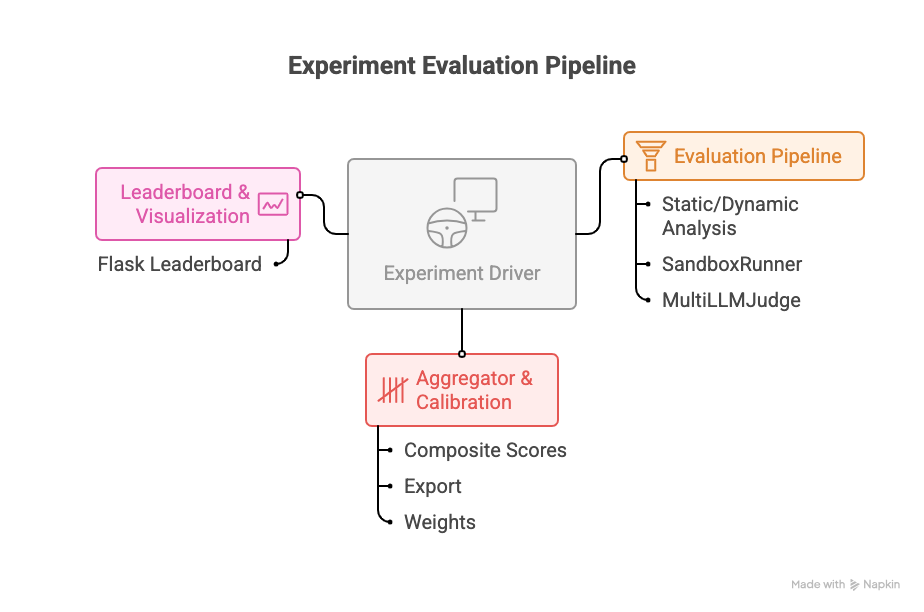 Experiment Evaluation Pipeline
Leaderboard &
Visualization
Flask Leaderboard
Experiment Driver
Evaluation Pipeline
Static/Dynamic
Analysis
SandboxRunner
MultiLLMJudge
Aggregator &
Calibration
Composite Scores
Export
Weights
Made with Napkin